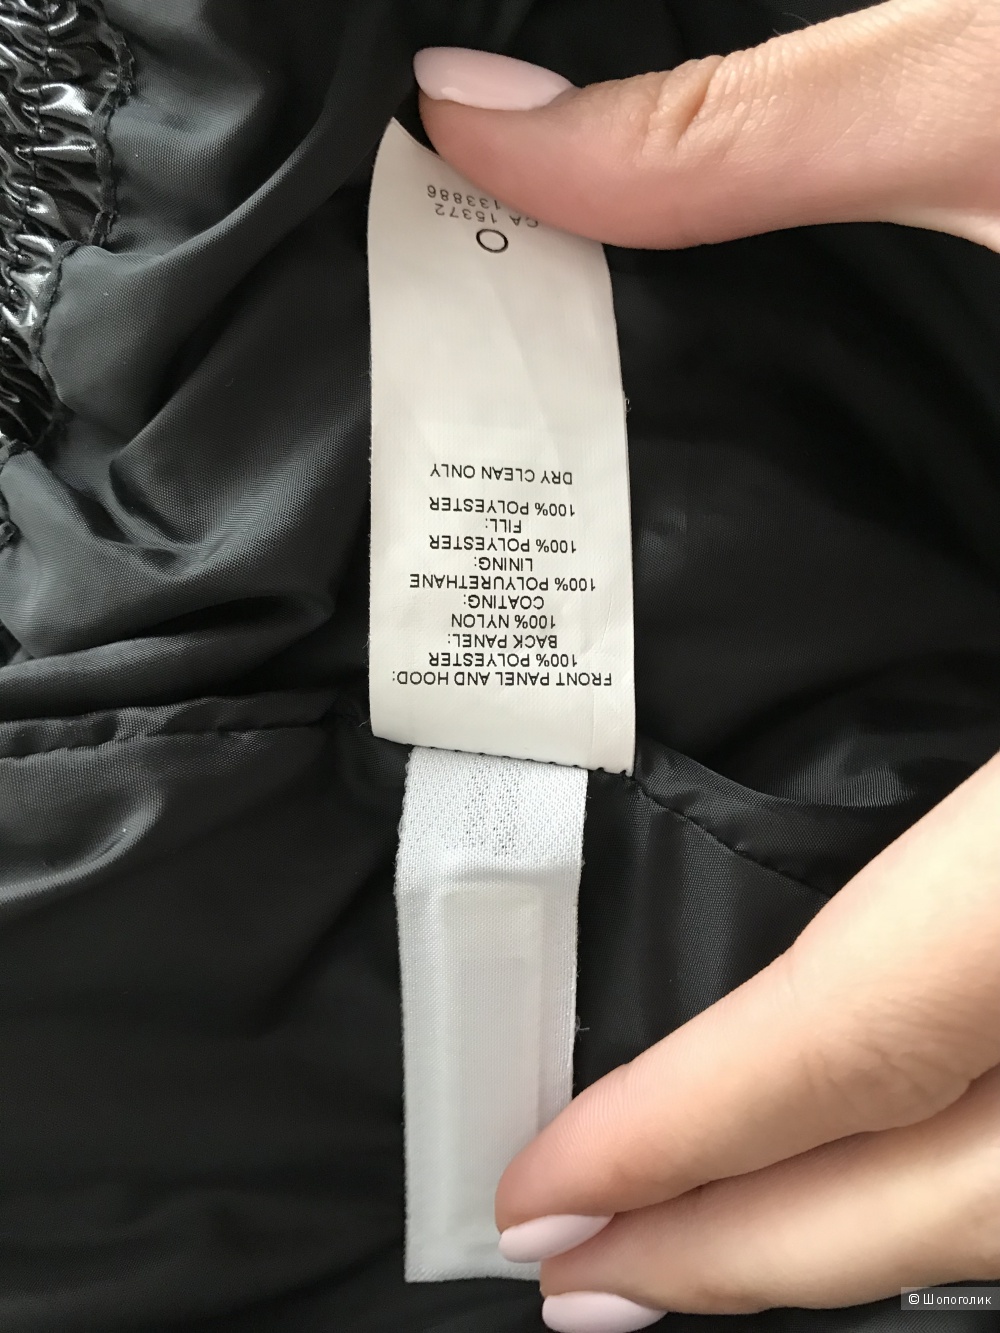 FRONT PANEL AND HOOD:
100% POLYESTER
BACK PANEL:
100% NYLON
COATING:
100% POLYURETHANE
LINING:
100% POLYESTER
FILL:
100% POLYESTER
DRY CLEAN ONLY
CA 15372
133886
© Шопоголик